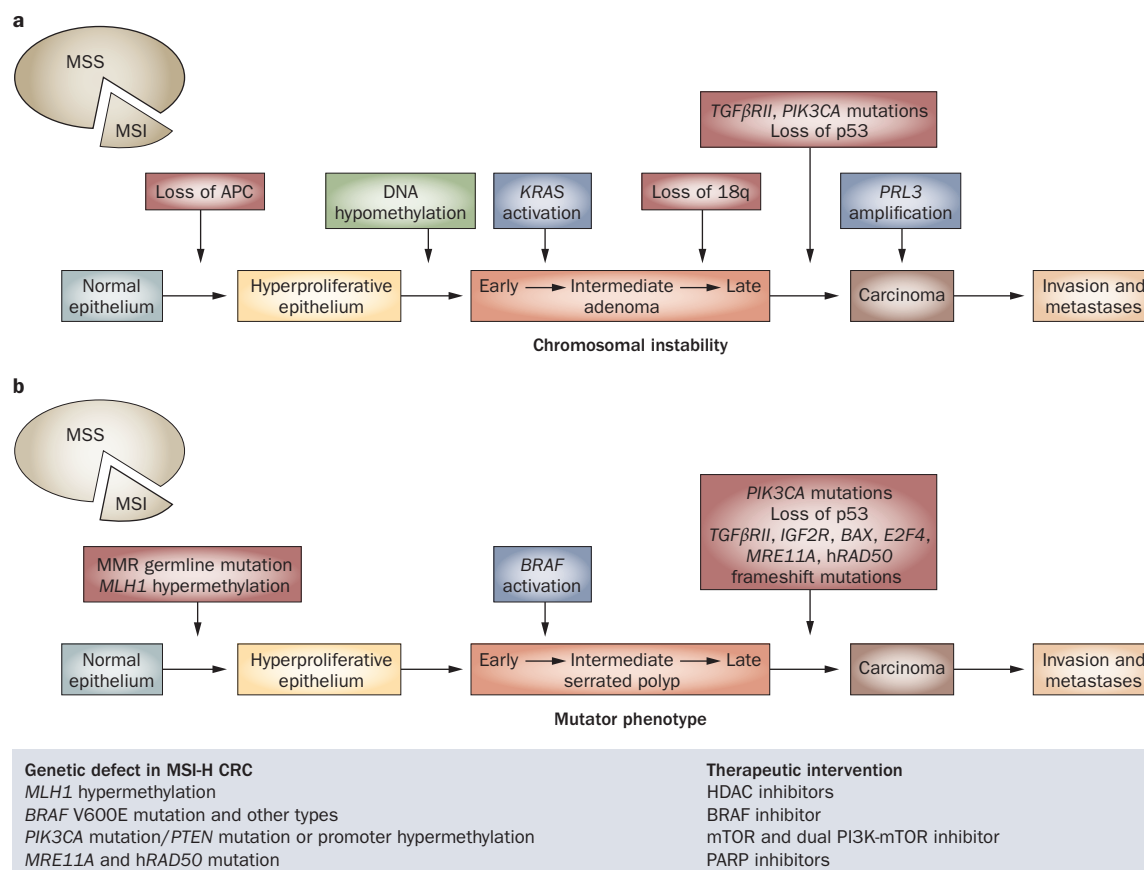 a
MSS
MSI
TGFβRII, PIK3CA mutations
Loss of p53
Loss of APC
DNA
hypomethylation
KRAS
activation
Loss of 18q
PRL3
amplification
Normal
epithelium
Hyperproliferative
epithelium
Early Intermediate Late
adenoma
Carcinoma
Invasion and
metastases
Chromosomal instability
b
MSS
MSI
PIK3CA mutations
Loss of p53
TGFβRII, IGF2R, BAX, E2F4,
MRE11A, hRAD50
frameshift mutations
MMR germline mutation
MLH1 hypermethylation
BRAF
activation
Normal
epithelium
Hyperproliferative
epithelium
Early Intermediate Late
serrated polyp
Carcinoma
Invasion and
metastases
Mutator phenotype
Genetic defect in MSI-H CRC
MLH1 hypermethylation
BRAF V600E mutation and other types
PIK3CA mutation/PTEN mutation or promoter hypermethylation
MRE11A and hRAD50 mutation
Therapeutic intervention
HDAC inhibitors
BRAF inhibitor
mTOR and dual PI3K-mTOR inhibitor
PARP inhibitors